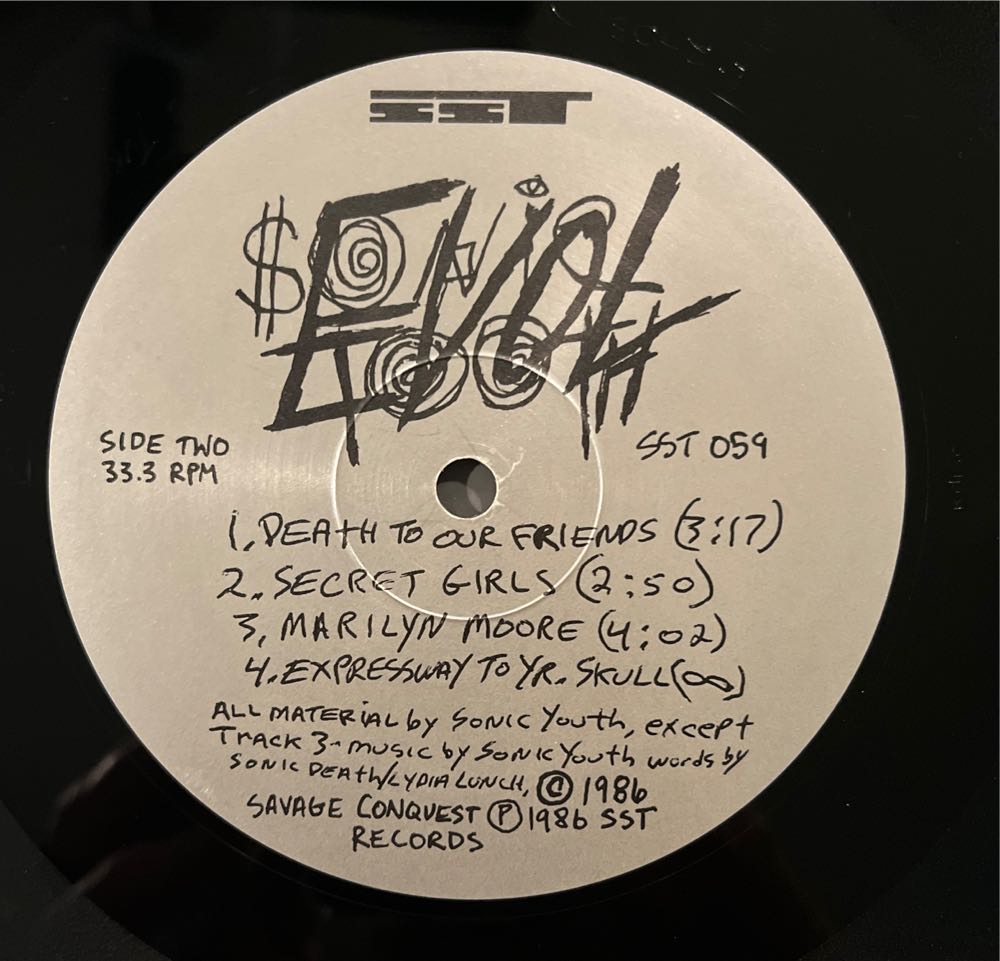 SST
$ONIC YOUTH
EVOL
SIDE TWO
33.3 RPM
SST 059
1. DEATH TO OUR FRIENDS (3:17)
2. SECRET GIRLS (2:50)
3, MARILYN MOORE (4:02)
4. EXPRESSWAY TO YR. SKULL (∞)
ALL MATERIAL by SONIC YOUTH, except
TRACK 3- music by SONIC YOUTH words by
SONIC DEATH/LYDIA LUNCH, © 1986
SAVAGE CONQUEST Ⓟ 1986 SST
RECORDS